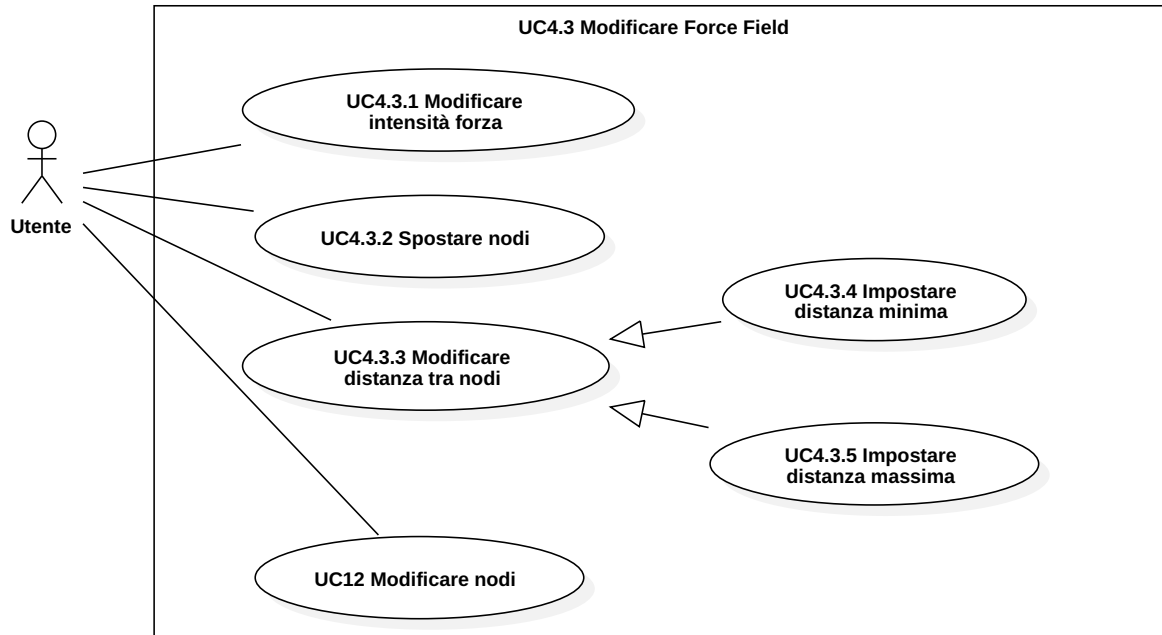 UC4.3 Modificare Force Field
UC4.3.1 Modificare
intensità forza
Utente
UC4.3.2 Spostare nodi
UC4.3.4 Impostare
distanza minima
UC4.3.3 Modificare
distanza tra nodi
UC4.3.5 Impostare
distanza massima
UC12 Modificare nodi